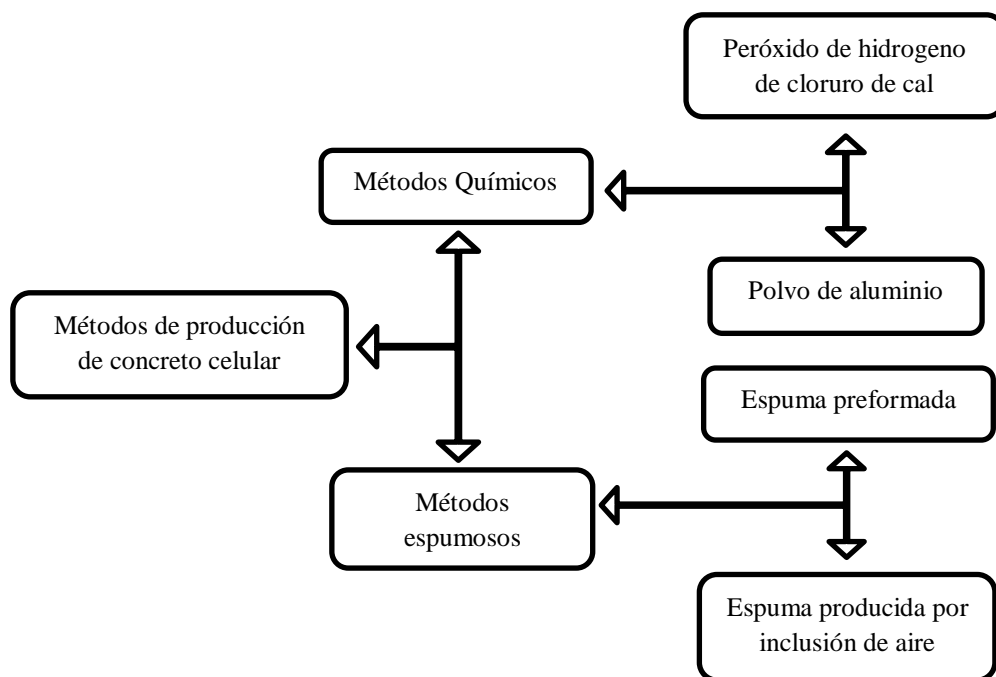 Peróxido de hidrogeno
de cloruro de cal
Métodos Químicos
Polvo de aluminio
Métodos de producción
de concreto celular
Espuma preformada
Métodos
espumosos
Espuma producida por
inclusión de aire